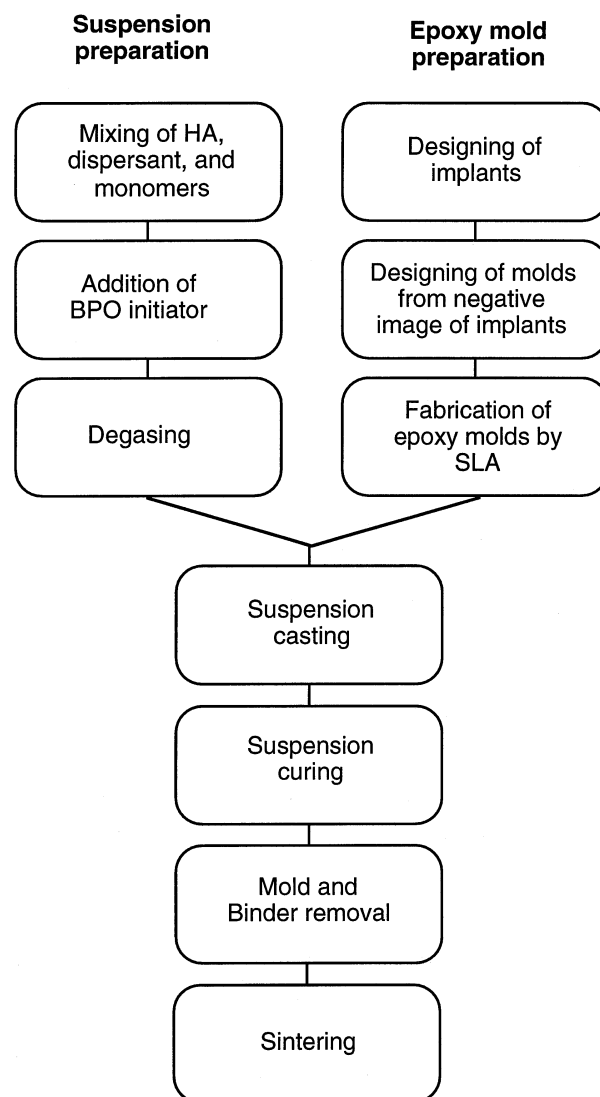 Suspension
preparation
Mixing of HA,
dispersant, and
monomers
Addition of
BPO initiator
Degasing
Epoxy mold
preparation
Designing of
implants
Designing of molds
from negative
image of implants
Fabrication of
epoxy molds by
SLA
Suspension
casting
Suspension
curing
Mold and
Binder removal
Sintering